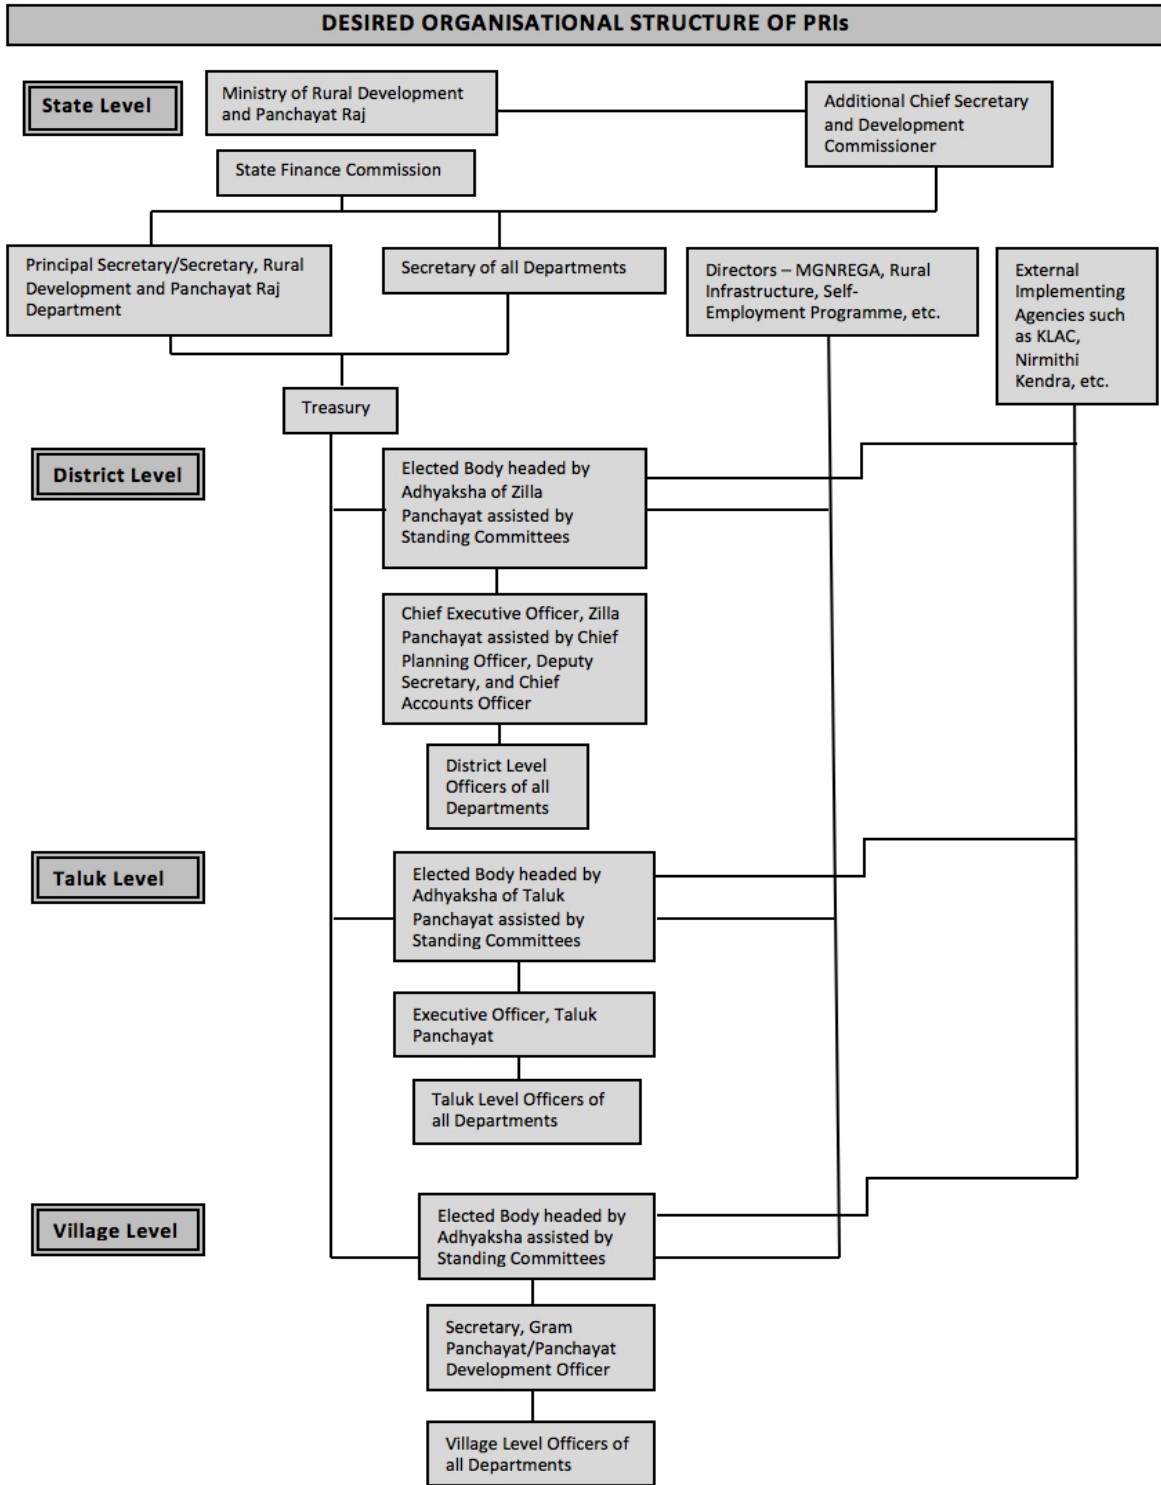 DESIRED ORGANISATIONAL STRUCTURE OF PRIs
State Level
Ministry of Rural Development
and Panchayat Raj
Additional Chief Secretary
and Development
Commissioner
State Finance Commission
Principal Secretary/Secretary, Rural
Development and Panchayat Raj
Department
Secretary of all Departments
Directors – MGNREGA, Rural
Infrastructure, Self-
Employment Programme, etc.
External
Implementing
Agencies such
as KLAC,
Nirmithi
Kendra, etc.
Treasury
District Level
Elected Body headed by
Adhyaksha of Zilla
Panchayat assisted by
Standing Committees
Chief Executive Officer, Zilla
Panchayat assisted by Chief
Planning Officer, Deputy
Secretary, and Chief
Accounts Officer
District Level
Officers of all
Departments
Taluk Level
Elected Body headed by
Adhyaksha of Taluk
Panchayat assisted by
Standing Committees
Executive Officer, Taluk
Panchayat
Taluk Level Officers of
all Departments
Village Level
Elected Body headed by
Adhyaksha assisted by
Standing Committees
Secretary, Gram
Panchayat/Panchayat
Development Officer
Village Level Officers of
all Departments